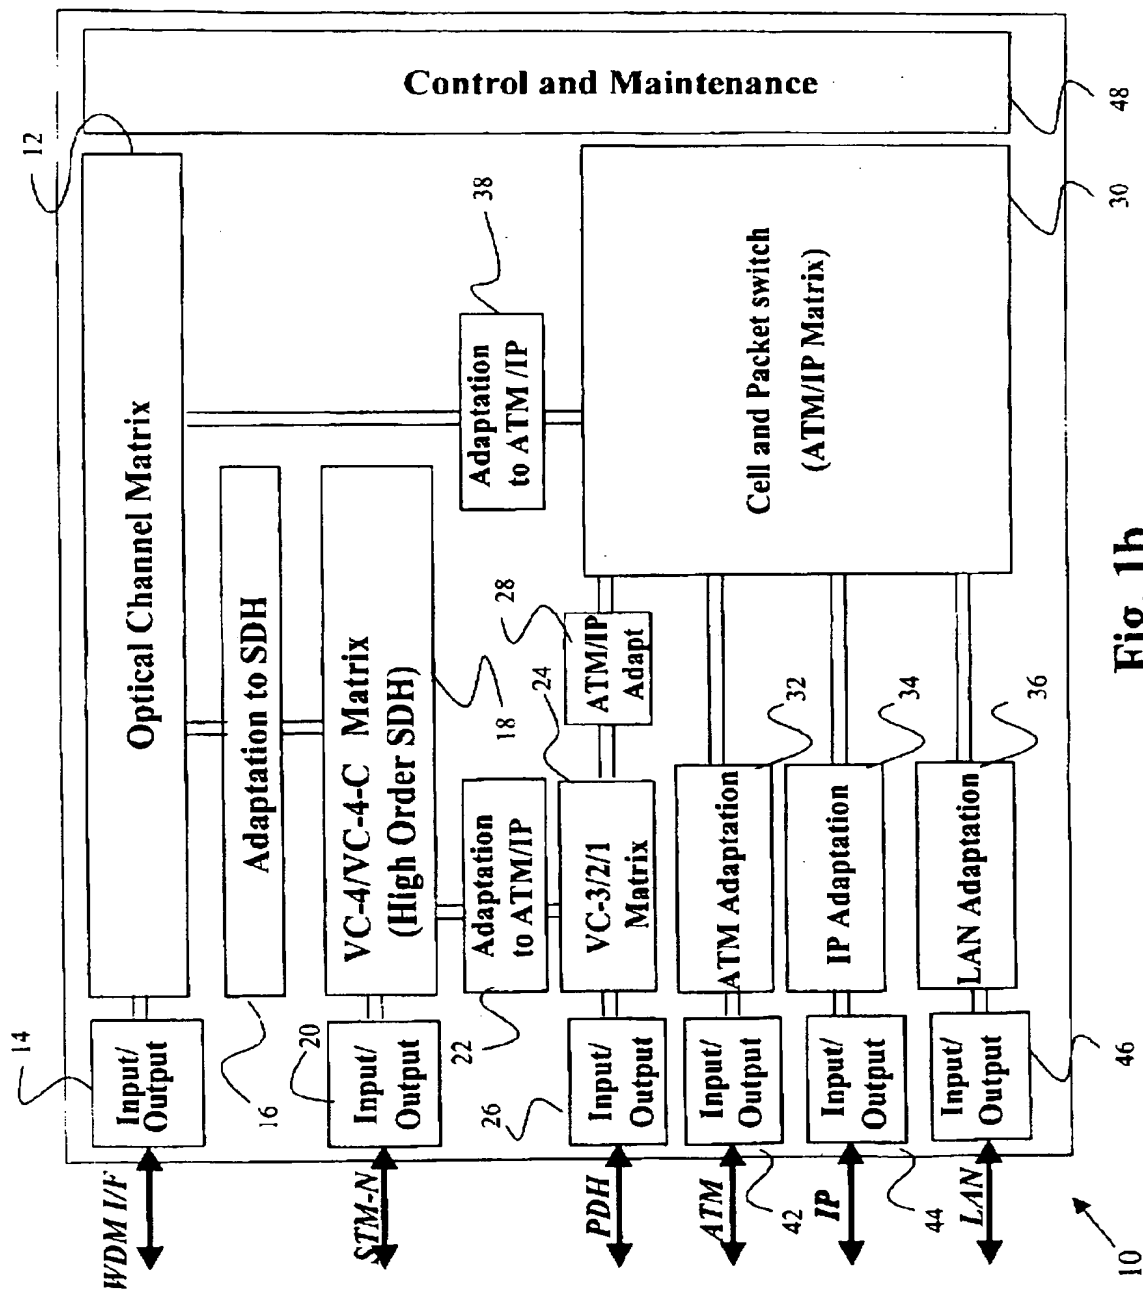 Control and Maintenance
48
12
Optical Channel Matrix
14
Input/
Output
WDM I/F
Adaptation to SDH
16
VC-4/VC-4-C Matrix
(High Order SDH)
18
20
Input/
Output
STM-N
Adaptation
to ATM /IP
38
Adaptation
to ATM/IP
22
VC-3/2/1
Matrix
24
ATM/IP
Adapt
28
26
Input/
Output
PDH
Cell and Packet switch
(ATM/IP Matrix)
30
ATM Adaptation
32
Input/
Output
ATM
42
IP Adaptation
34
Input/
Output
IP
44
LAN Adaptation
36
Input/
Output
LAN
46
10
Fig. 1b